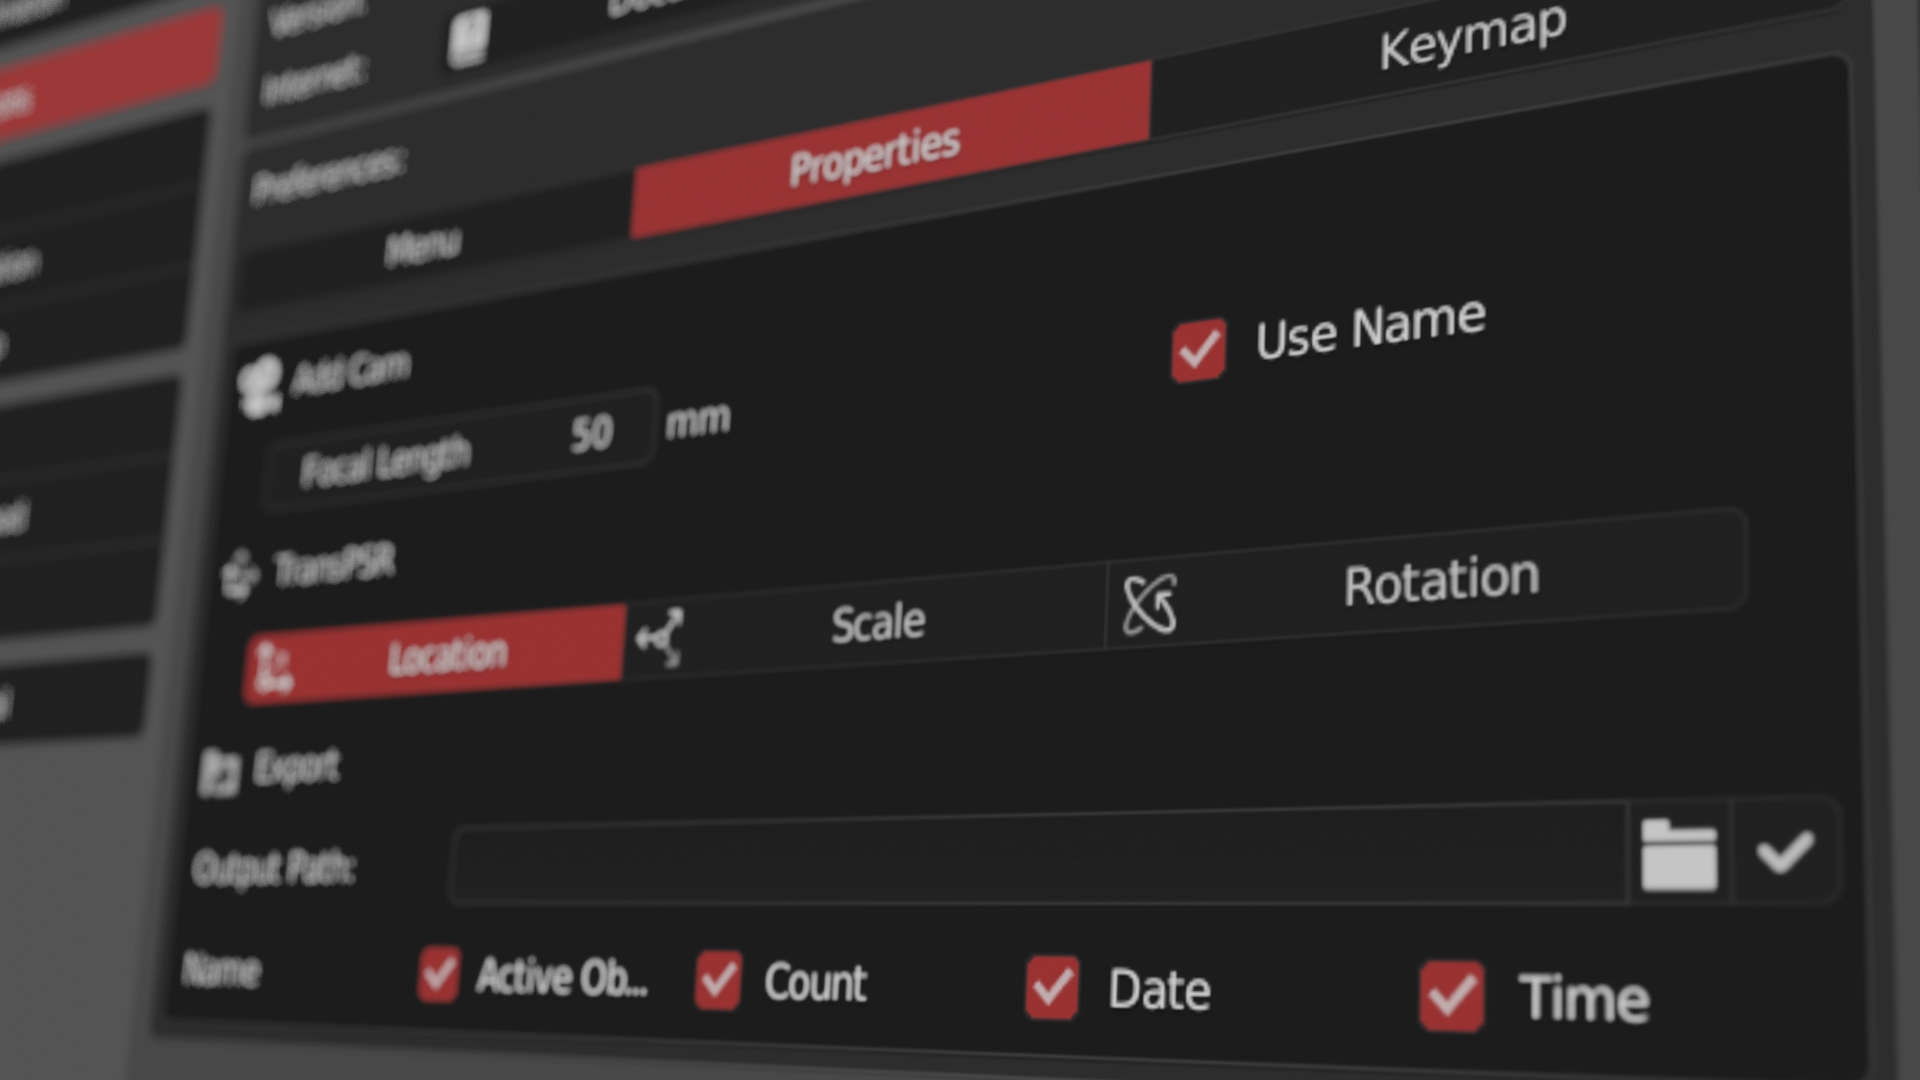 Version:
Internet:
Keymap
Properties
Preferences:
Menu
Use Name
Add Cam
Focal Length 50 mm
TransPSR
Location Scale Rotation
Export
Output Path:
Name Active Ob... Count Date Time